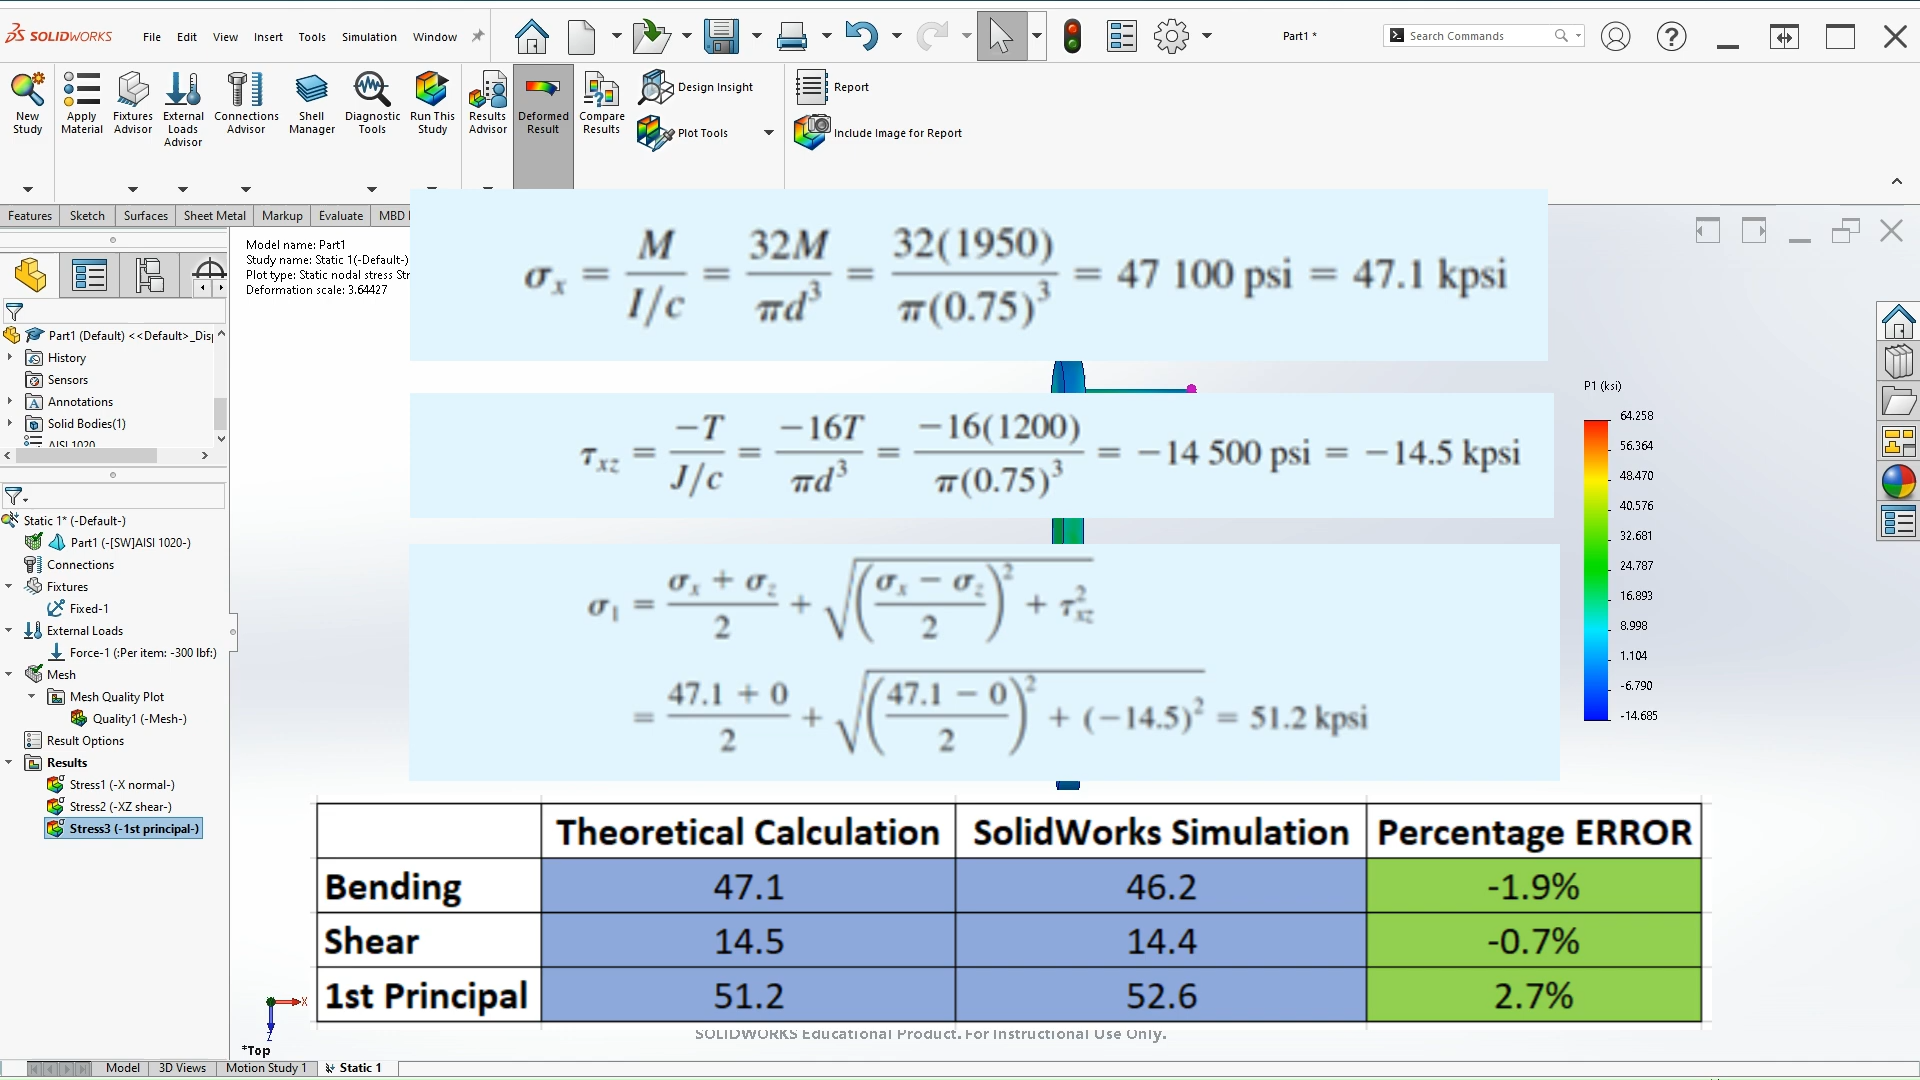 SOLIDWORKS File Edit View Insert Tools Simulation Window Part1 * Search Commands
New Study
Apply Material
Fixtures Advisor
External Loads Advisor
Connections Advisor
Shell Manager
Diagnostic Tools
Run This Study
Results Advisor
Deformed Result
Compare Results
Design Insight
Plot Tools
Report
Include Image for Report
Features Sketch Surfaces Sheet Metal Markup Evaluate MBD
Model name: Part1
Study name: Static 1(-Default-)
Plot type: Static nodal stress Str
Deformation scale: 3.64427
σx = M / (I/c) = 32M / πd³ = 32(1950) / π(0.75)³ = 47 100 psi = 47.1 kpsi
τxz = −T / (J/c) = −16T / πd³ = −16(1200) / π(0.75)³ = −14 500 psi = −14.5 kpsi
σ1 = (σx + σz)/2 + √(((σx − σz)/2)² + τxz²)
= (47.1 + 0)/2 + √(((47.1 − 0)/2)² + (−14.5)²) = 51.2 kpsi
Part1 (Default) <<Default>_Disp
History
Sensors
Annotations
Solid Bodies(1)
AISI 1020
Static 1* (-Default-)
Part1 (-[SW]AISI 1020-)
Connections
Fixtures
Fixed-1
External Loads
Force-1 (:Per item: -300 lbf:)
Mesh
Mesh Quality Plot
Quality1 (-Mesh-)
Result Options
Results
Stress1 (-X normal-)
Stress2 (-XZ shear-)
Stress3 (-1st principal-)
P1 (ksi)
64.258
56.364
48.470
40.576
32.681
24.787
16.893
8.998
1.104
-6.790
-14.685
Theoretical Calculation SolidWorks Simulation Percentage ERROR
Bending 47.1 46.2 -1.9%
Shear 14.5 14.4 -0.7%
1st Principal 51.2 52.6 2.7%
X
Z
*Top
SOLIDWORKS Educational Product. For Instructional Use Only.
Model 3D Views Motion Study 1 Static 1